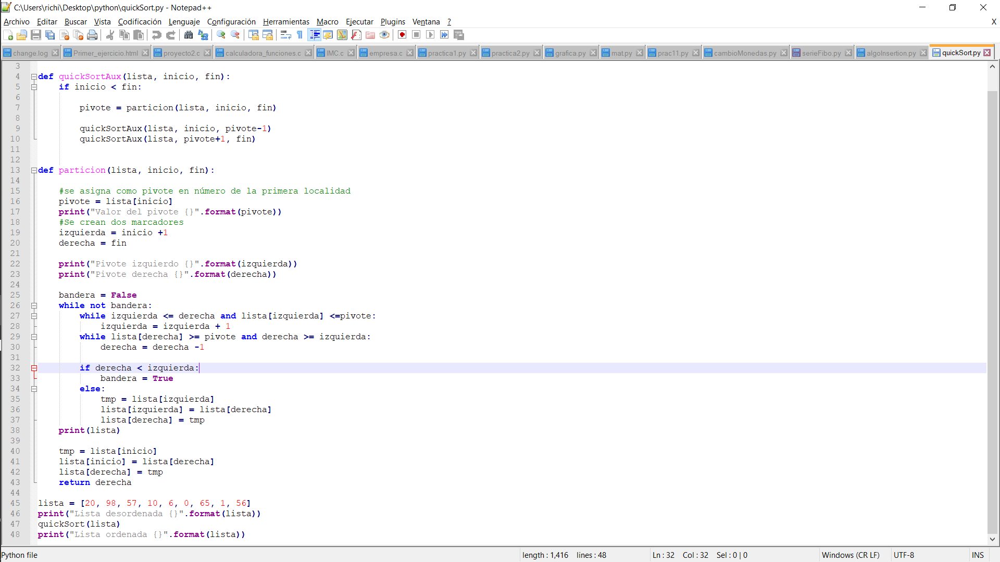 C:\Users\richi\Desktop\python\quickSort.py - Notepad++
Archivo Editar Buscar Vista Codificación Lenguaje Configuración Herramientas Macro Ejecutar Plugins Ventana ? X
change.log Primer_ejercicio.html proyecto2.c calculadora_funciones.c IMC.c empresa.c practica1.py practica2.py grafica.py mat.py prac11.py cambioMonedas.py serieFibo.py algoInsertion.py quickSort.py
3
4 def quickSortAux(lista, inicio, fin):
5 if inicio < fin:
6
7 pivote = particion(lista, inicio, fin)
8
9 quickSortAux(lista, inicio, pivote-1)
10 quickSortAux(lista, pivote+1, fin)
11
12
13 def particion(lista, inicio, fin):
14
15 #se asigna como pivote en número de la primera localidad
16 pivote = lista[inicio]
17 print("Valor del pivote {}".format(pivote))
18 #Se crean dos marcadores
19 izquierda = inicio +1
20 derecha = fin
21
22 print("Pivote izquierdo {}".format(izquierda))
23 print("Pivote derecha {}".format(derecha))
24
25 bandera = False
26 while not bandera:
27 while izquierda <= derecha and lista[izquierda] <=pivote:
28 izquierda = izquierda + 1
29 while lista[derecha] >= pivote and derecha >= izquierda:
30 derecha = derecha -1
31
32 if derecha < izquierda:
33 bandera = True
34 else:
35 tmp = lista[izquierda]
36 lista[izquierda] = lista[derecha]
37 lista[derecha] = tmp
38 print(lista)
39
40 tmp = lista[inicio]
41 lista[inicio] = lista[derecha]
42 lista[derecha] = tmp
43 return derecha
44
45 lista = [20, 98, 57, 10, 6, 0, 65, 1, 56]
46 print("Lista desordenada {}".format(lista))
47 quickSort(lista)
48 print("Lista ordenada {}".format(lista))
Python file length : 1,416 lines : 48 Ln : 32 Col : 32 Sel : 0 | 0 Windows (CR LF) UTF-8 INS